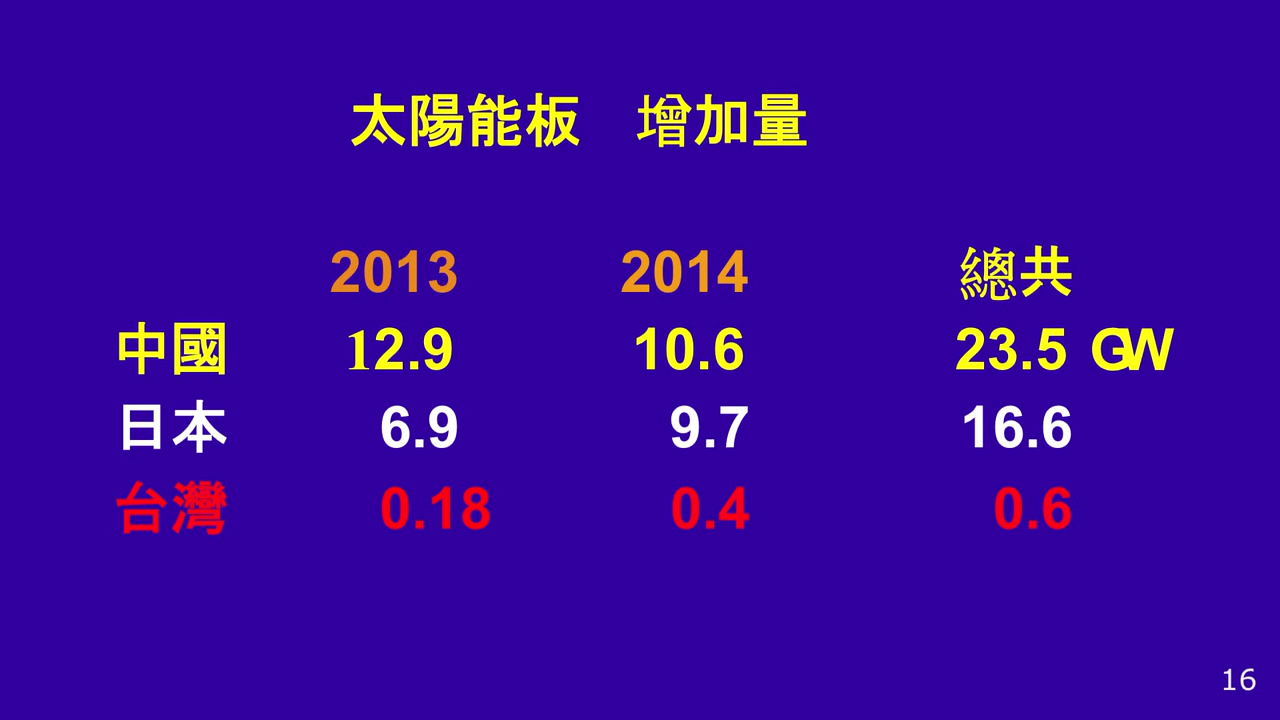 太陽能板　增加量
2013 2014 總共
中國 12.9 10.6 23.5 GW
日本 6.9 9.7 16.6
台灣 0.18 0.4 0.6
16